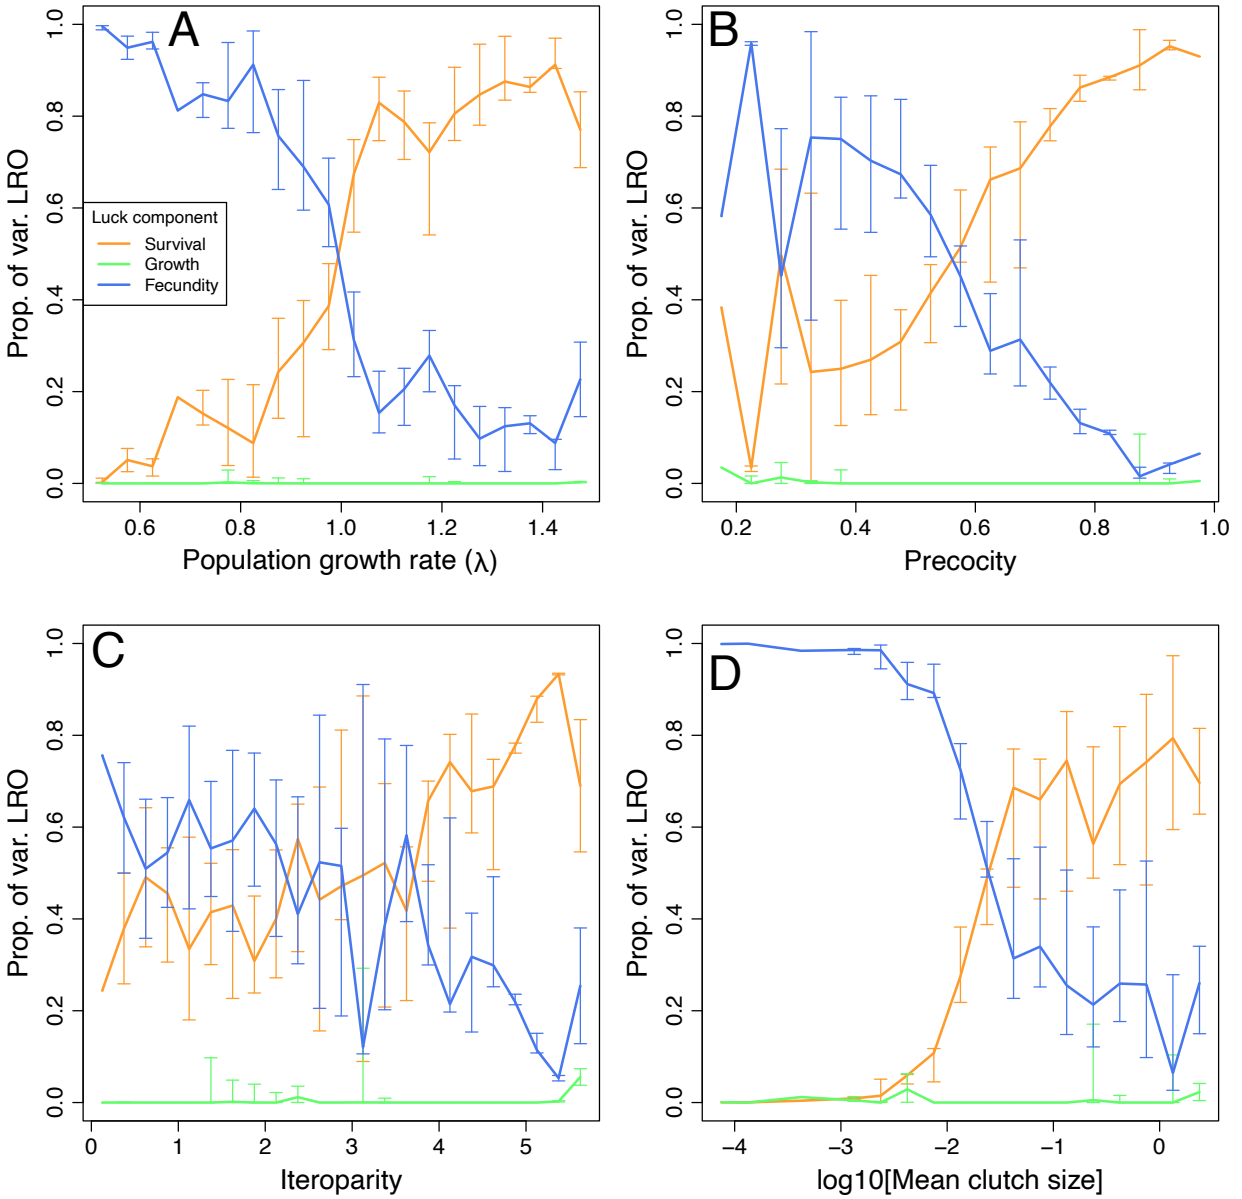 A
Prop. of var. LRO
1.0
0.8
0.6
0.4
0.2
0.0
Luck component
Survival
Growth
Fecundity
0.6 0.8 1.0 1.2 1.4
Population growth rate (λ)
B
Prop. of var. LRO
1.0
0.8
0.6
0.4
0.2
0.0
0.2 0.4 0.6 0.8 1.0
Precocity
C
Prop. of var. LRO
1.0
0.8
0.6
0.4
0.2
0.0
0 1 2 3 4 5
Iteroparity
D
Prop. of var. LRO
1.0
0.8
0.6
0.4
0.2
0.0
−4 −3 −2 −1 0
log10[Mean clutch size]